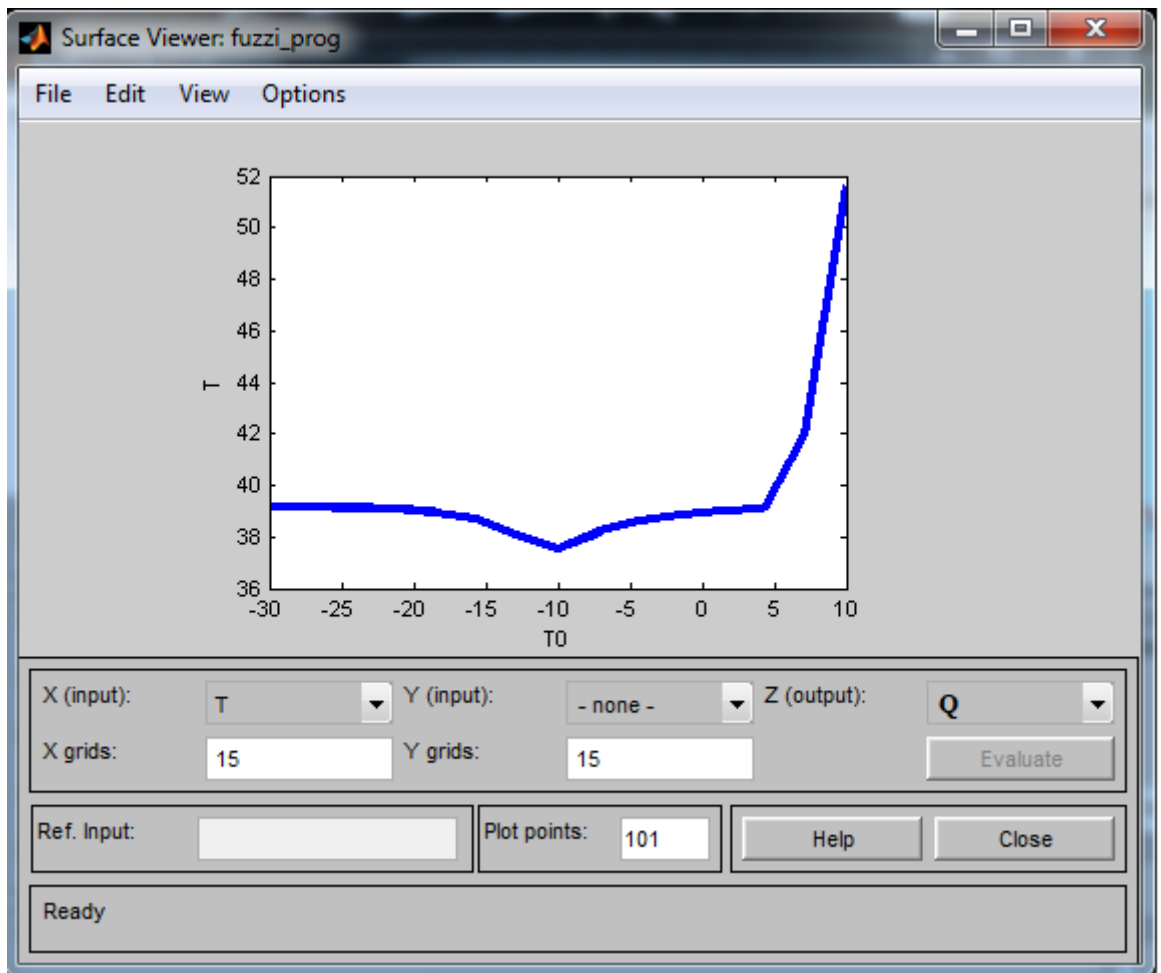 Surface Viewer: fuzzi_prog
File Edit View Options
52
50
48
46
T 44
42
40
38
36
-30 -25 -20 -15 -10 -5 0 5 10
T0
X (input): T Y (input): - none - Z (output): Q
X grids: 15 Y grids: 15 Evaluate
Ref. Input: Plot points: 101 Help Close
Ready